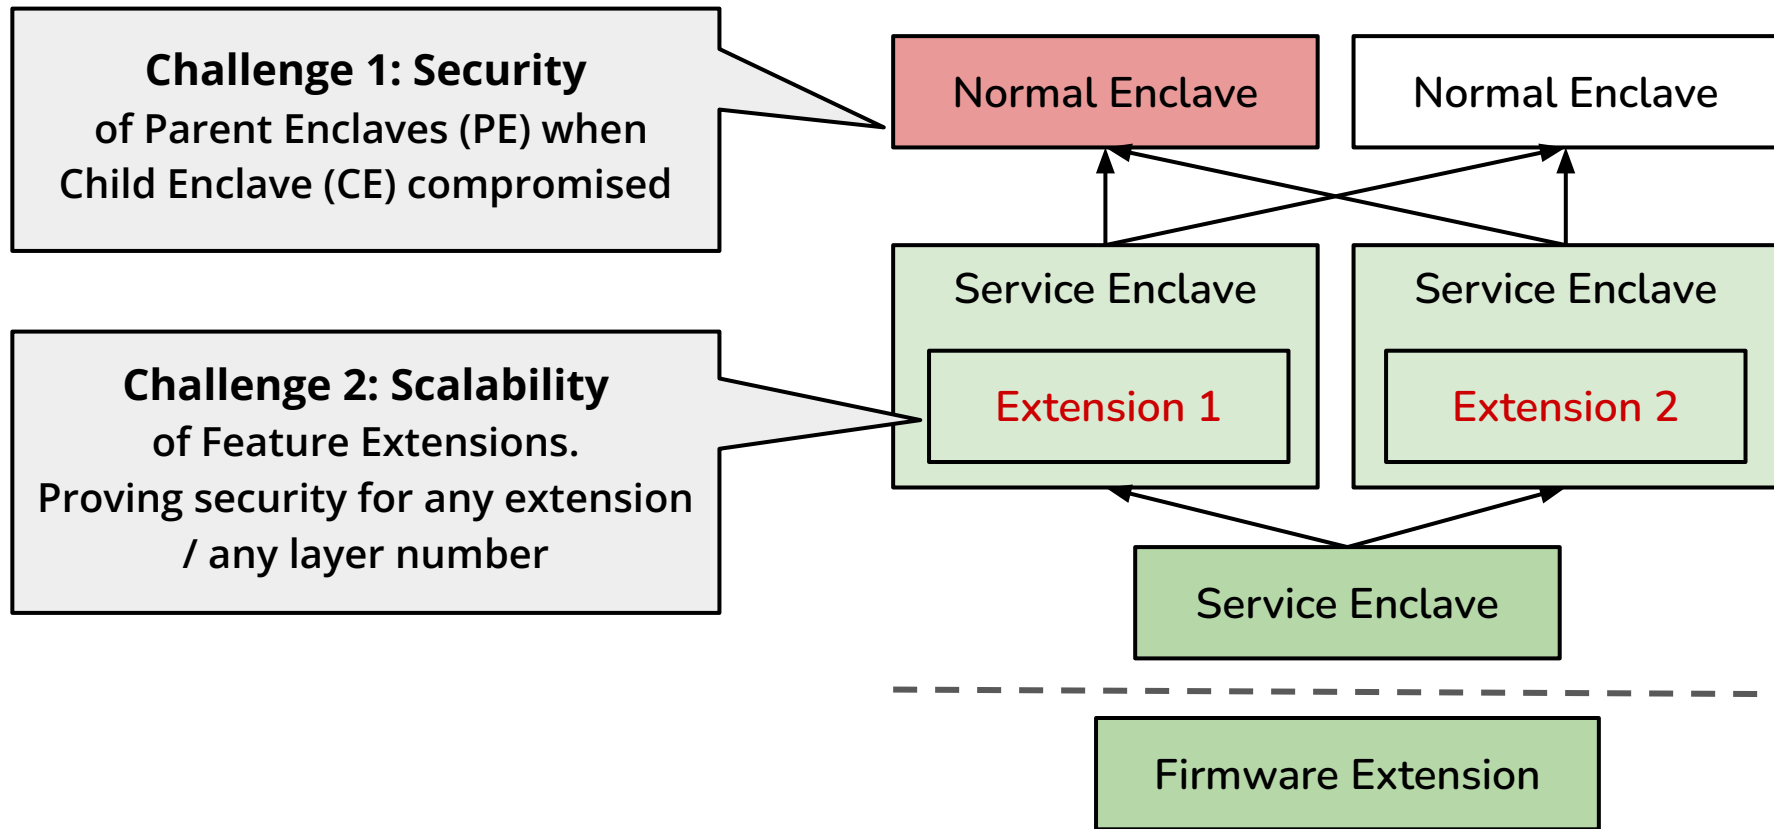 Challenge 1: Security
of Parent Enclaves (PE) when
Child Enclave (CE) compromised
Normal Enclave
Normal Enclave
Service Enclave
Service Enclave
Challenge 2: Scalability
of Feature Extensions.
Proving security for any extension
/ any layer number
Extension 1
Extension 2
Service Enclave
Firmware Extension